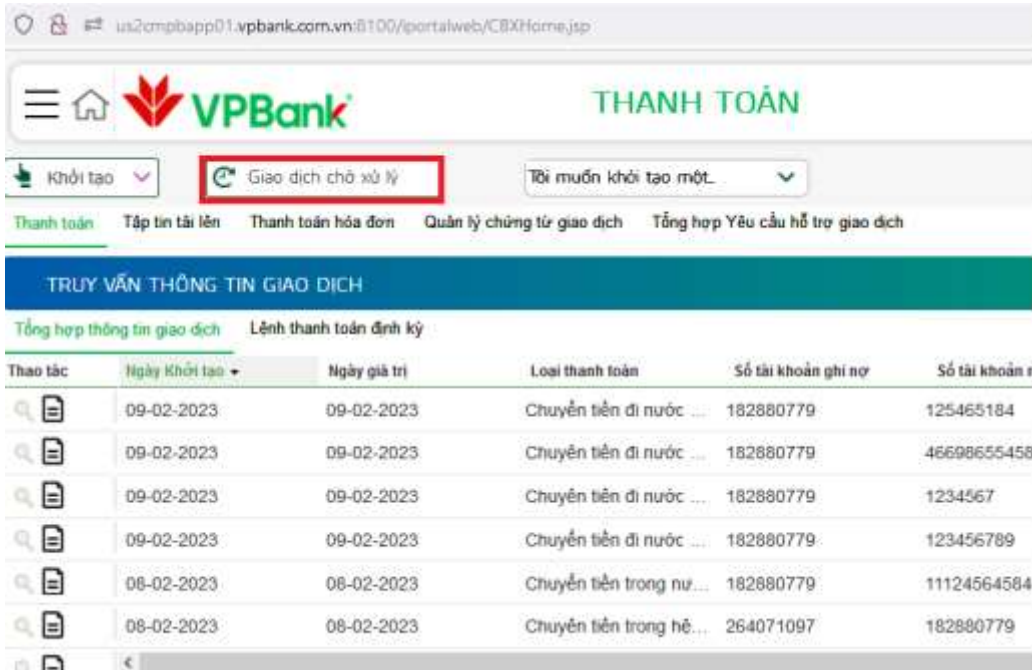 us2cmpbapp01.vpbank.com.vn:8100/iportalweb/CBXHome.jsp
VPBank THANH TOÁN
Khởi tạo Giao dịch chờ xử lý Tôi muốn khởi tạo một..
Thanh toán Tập tin tải lên Thanh toán hóa đơn Quản lý chứng từ giao dịch Tổng hợp Yêu cầu hỗ trợ giao dịch
TRUY VẤN THÔNG TIN GIAO DỊCH
Tổng hợp thông tin giao dịch Lệnh thanh toán định kỳ
Thao tác Ngày Khởi tạo Ngày giá trị Loại thanh toán Số tài khoản ghi nợ Số tài khoản
09-02-2023 09-02-2023 Chuyển tiền đi nước ... 182880779 125465184
09-02-2023 09-02-2023 Chuyển tiền đi nước ... 182880779 46698655458
09-02-2023 09-02-2023 Chuyển tiền đi nước ... 182880779 1234567
09-02-2023 09-02-2023 Chuyển tiền đi nước ... 182880779 123456789
08-02-2023 08-02-2023 Chuyển tiền trong nư... 182880779 11124564584
08-02-2023 08-02-2023 Chuyển tiền trong hệ... 264071097 182880779